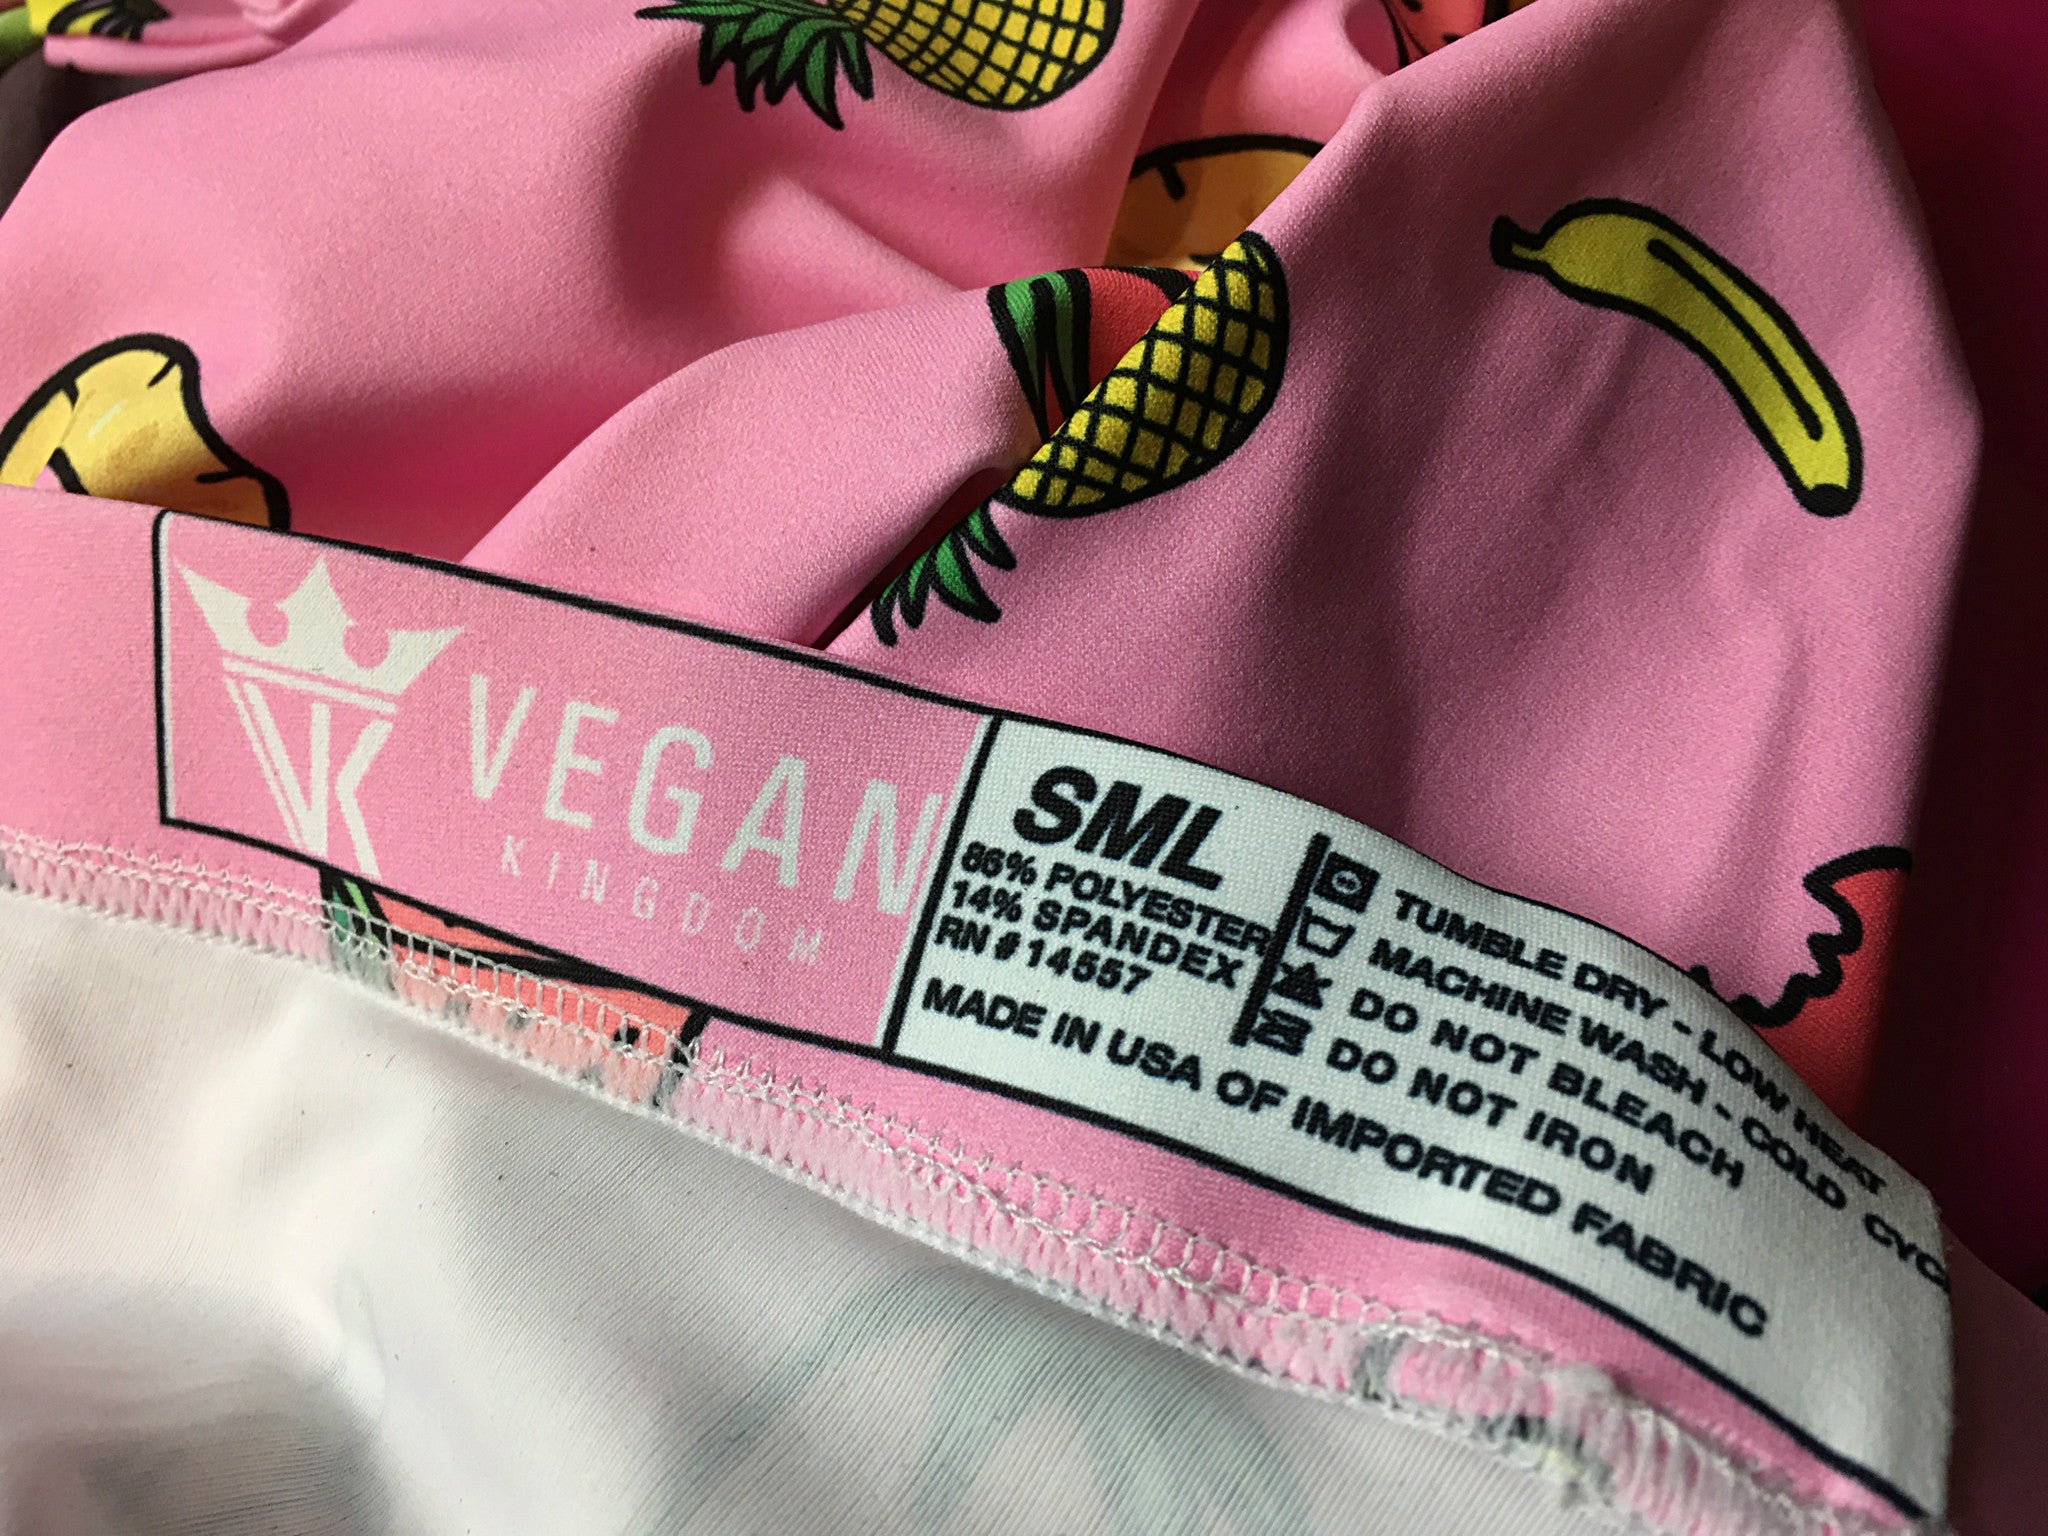 VK
VEGAN
KINGDOM
SML
86% POLYESTER
14% SPANDEX
RN # 14557
MADE IN USA OF IMPORTED FABRIC
TUMBLE DRY - LOW HEAT
MACHINE WASH - COLD CYC
DO NOT BLEACH
DO NOT IRON